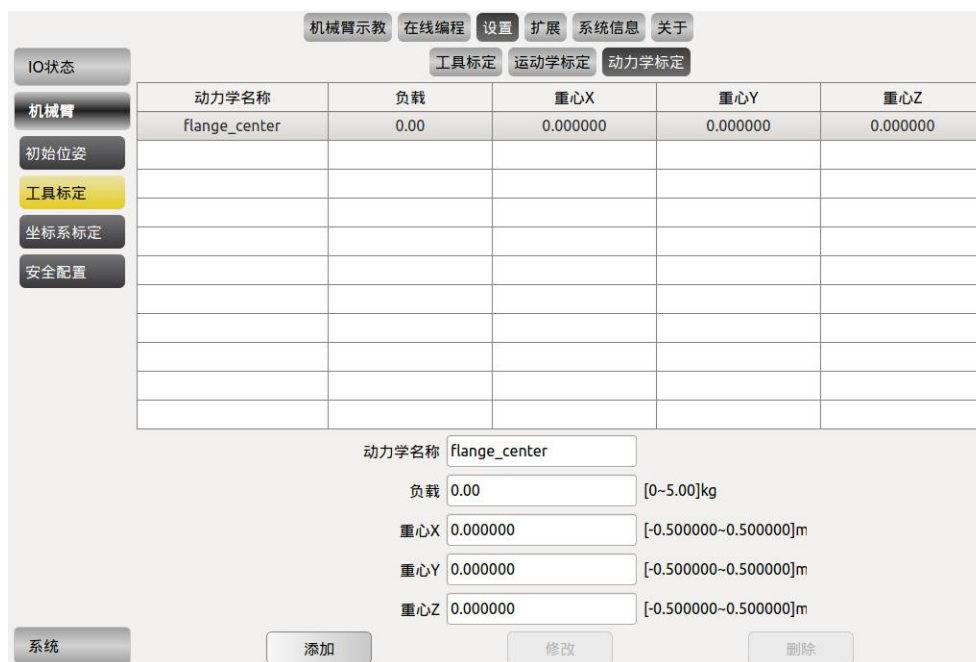 机械臂示教 在线编程 设置 扩展 系统信息 关于
IO状态 工具标定 运动学标定 动力学标定
机械臂
初始位姿
工具标定
坐标系标定
安全配置
动力学名称 负载 重心X 重心Y 重心Z
flange_center 0.00 0.000000 0.000000 0.000000
动力学名称 flange_center
负载 0.00 [0~5.00]kg
重心X 0.000000 [-0.500000~0.500000]m
重心Y 0.000000 [-0.500000~0.500000]m
重心Z 0.000000 [-0.500000~0.500000]m
系统 添加 修改 删除